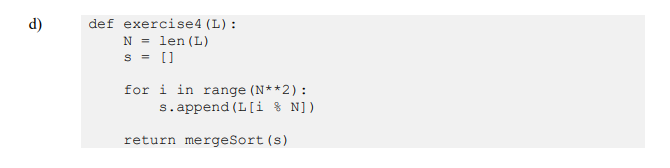 d) def exercise4(L):
    N = len(L)
    s = []

    for i in range(N**2):
        s.append(L[i % N])

    return mergeSort(s)